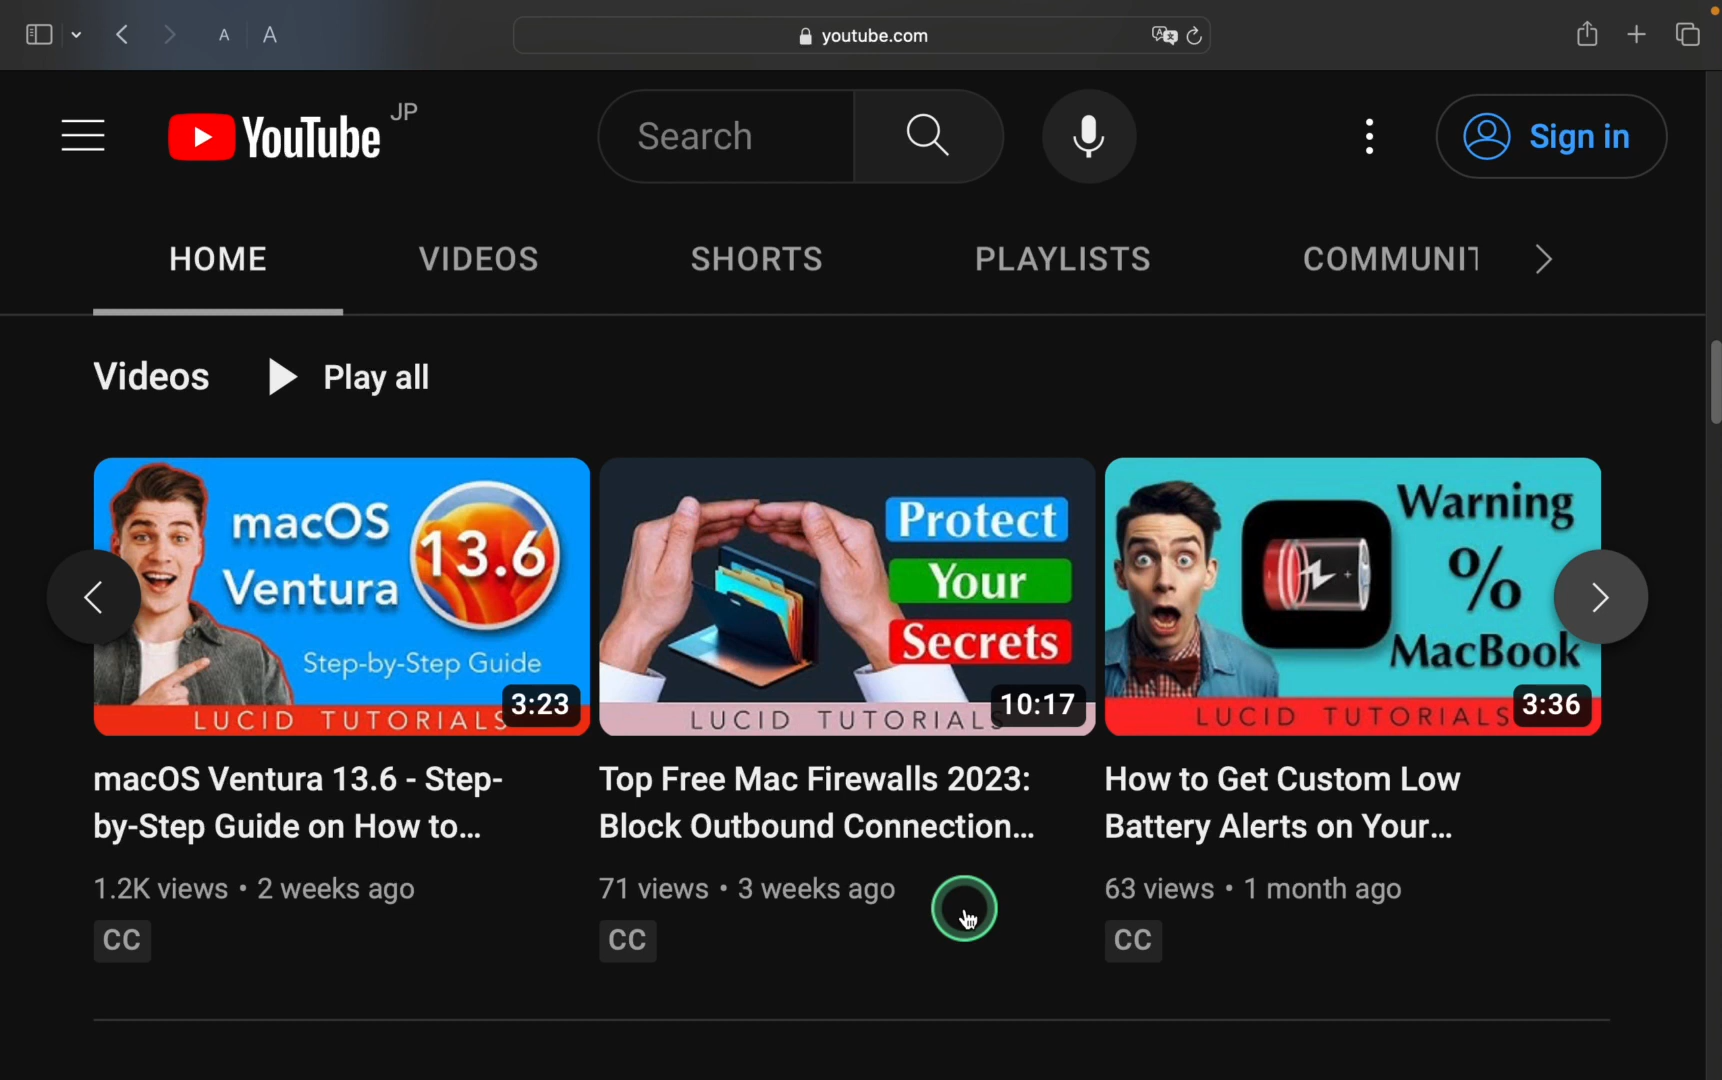 A A youtube.com
YouTube JP Search Sign in
HOME VIDEOS SHORTS PLAYLISTS
Videos Play all
macOS
Ventura
13.6
Step-by-Step Guide
3:23
LUCID TUTORIALS
Protect
Your
Secrets
10:17
LUCID TUTORIALS
Warning
%
MacBook
3:36
LUCID TUTORIALS
macOS Ventura 13.6 - Step-
by-Step Guide on How to...
1.2K views • 2 weeks ago
CC
Top Free Mac Firewalls 2023:
Block Outbound Connection...
71 views • 3 weeks ago
CC
How to Get Custom Low
Battery Alerts on Your...
63 views • 1 month ago
CC